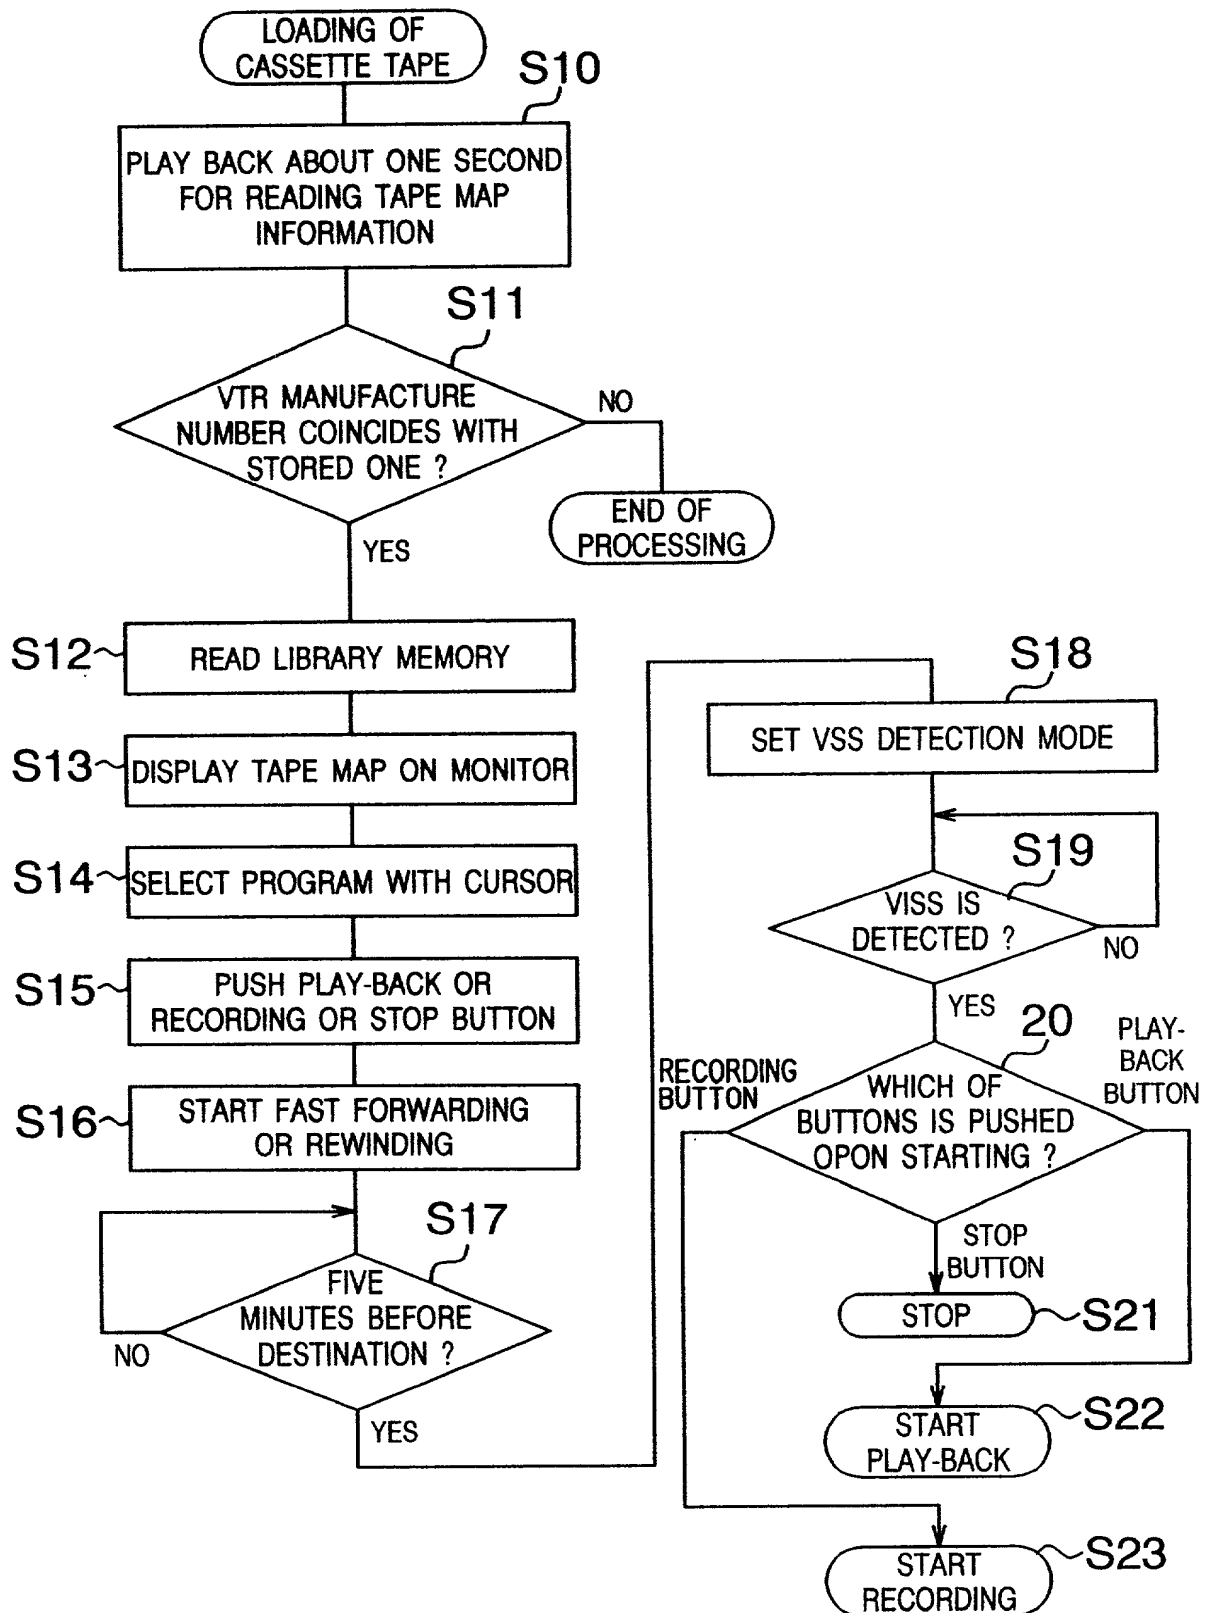 LOADING OF
CASSETTE TAPE
S10
PLAY BACK ABOUT ONE SECOND
FOR READING TAPE MAP
INFORMATION
S11
VTR MANUFACTURE
NUMBER COINCIDES WITH
STORED ONE ?
NO
END OF
PROCESSING
YES
S12
READ LIBRARY MEMORY
S13
DISPLAY TAPE MAP ON MONITOR
S14
SELECT PROGRAM WITH CURSOR
S15
PUSH PLAY-BACK OR
RECORDING OR STOP BUTTON
S16
START FAST FORWARDING
OR REWINDING
S17
FIVE
MINUTES BEFORE
DESTINATION ?
NO
YES
S18
SET VSS DETECTION MODE
S19
VISS IS
DETECTED ?
NO
YES
20
WHICH OF
BUTTONS IS PUSHED
OPON STARTING ?
RECORDING
BUTTON
PLAY-
BACK
BUTTON
STOP
BUTTON
STOP
S21
START
PLAY-BACK
S22
START
RECORDING
S23